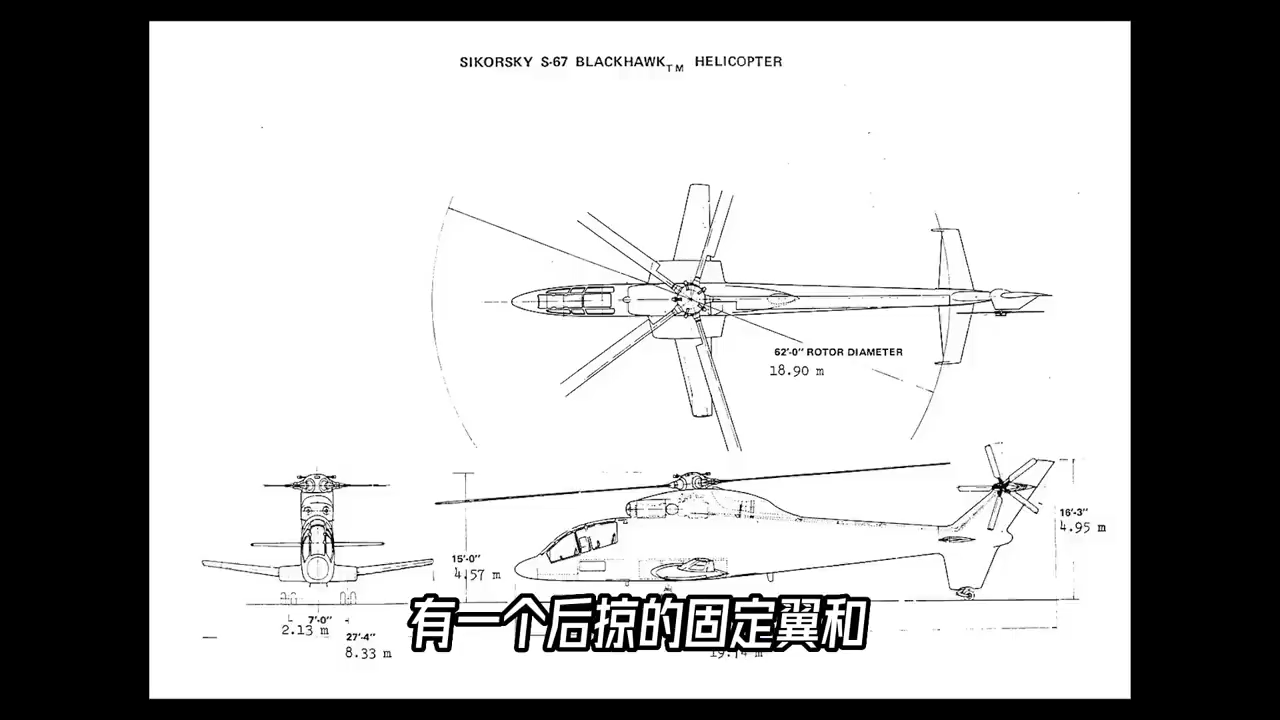 SIKORSKY S-67 BLACKHAWK TM HELICOPTER
62'-0" ROTOR DIAMETER
18.90 m
16'-3"
4.95 m
15'-0"
4.57 m
7'-0"
2.13 m
27'-4"
8.33 m
有一个后掠的固定翼和